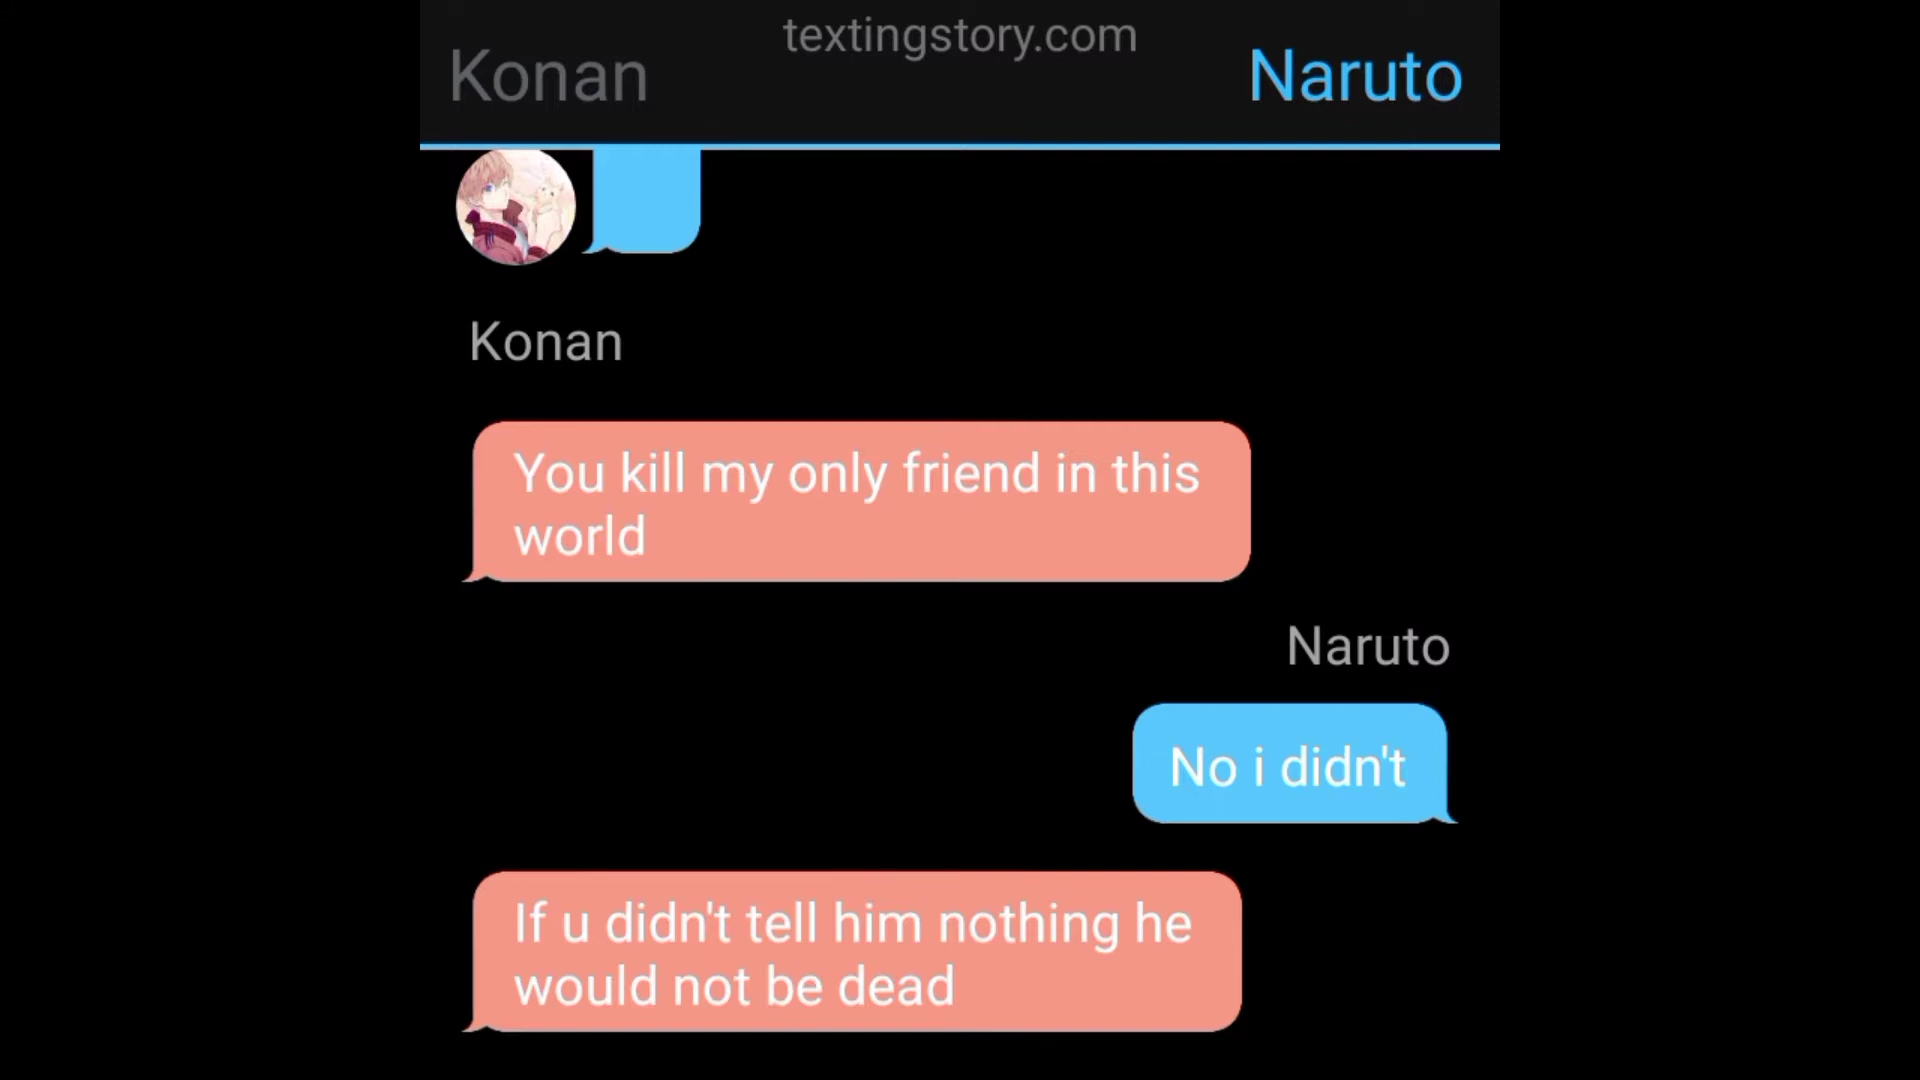 textingstory.com
Konan
Naruto
Konan
You kill my only friend in this
world
Naruto
No i didn't
If u didn't tell him nothing he
would not be dead